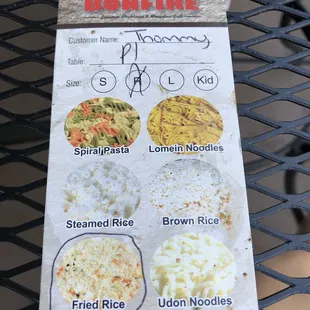 BONFIRE
Customer Name: Thommy
Table: P1
Size: S R L Kid
Spiral Pasta Lomein Noodles
Steamed Rice Brown Rice
Fried Rice Udon Noodles